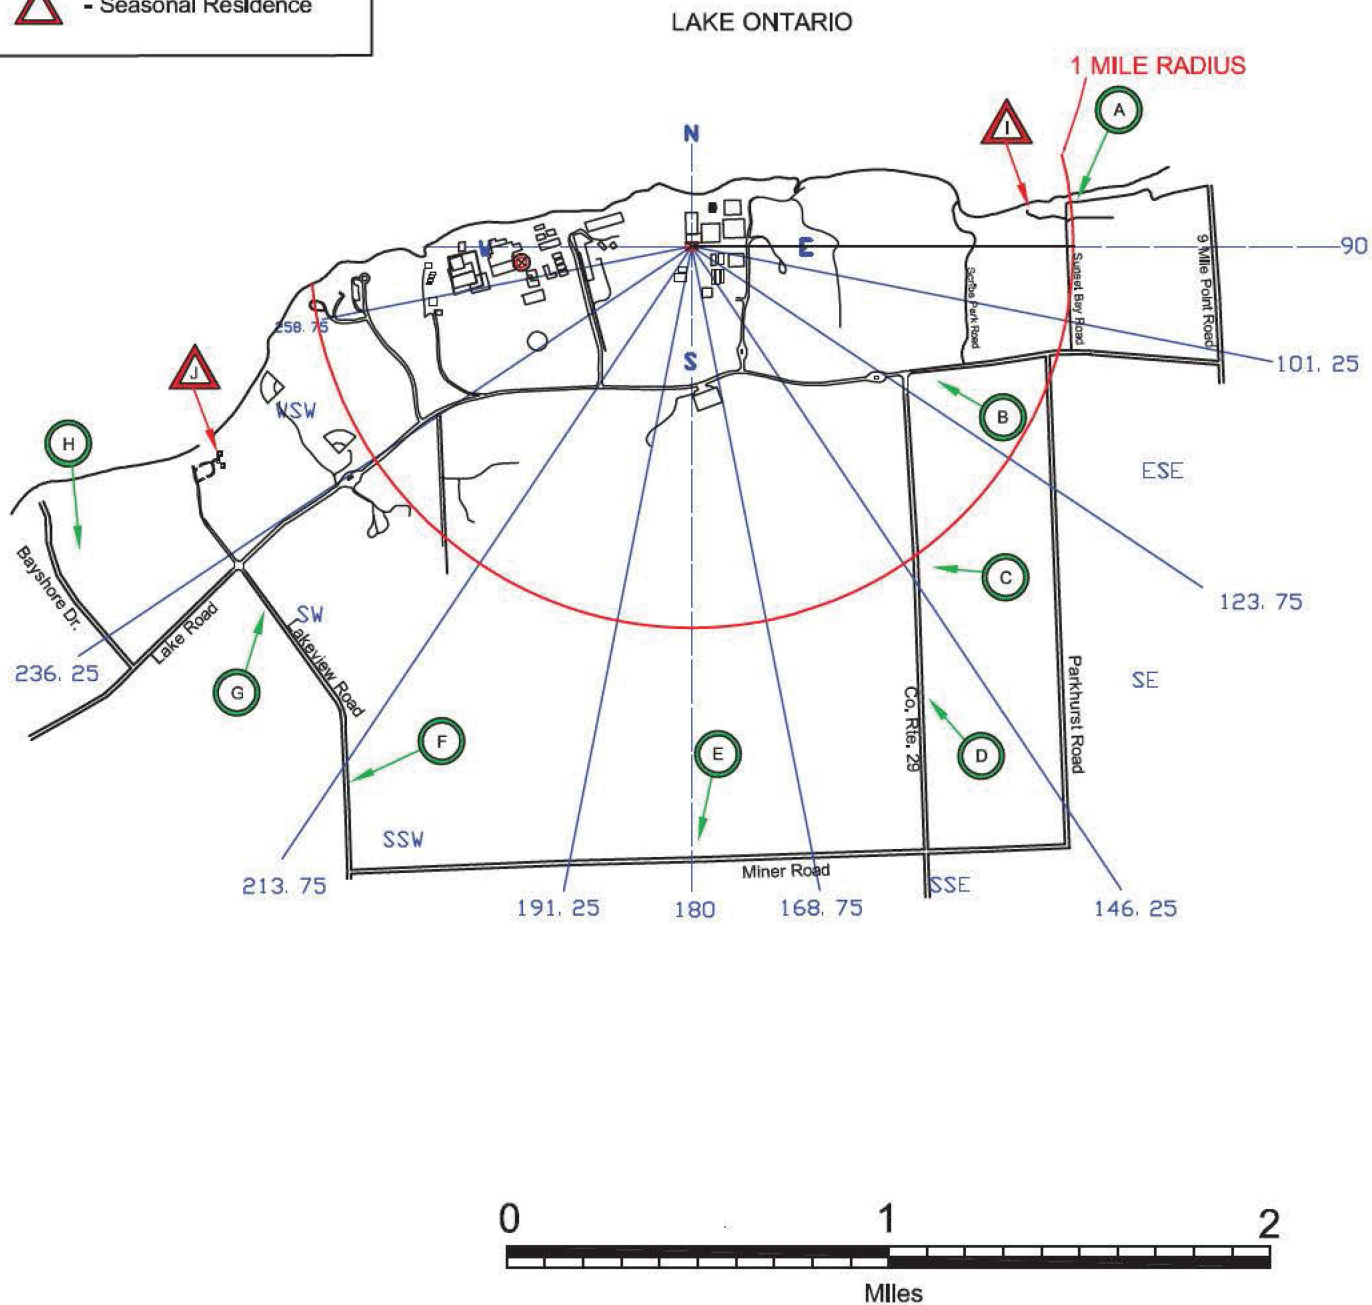 - Seasonal Residence
LAKE ONTARIO
1 MILE RADIUS
A
I
N
W
E
90
9 Mile Point Road
Sunset Bay Road
Scriba Park Road
258. 75
S
101. 25
J
WSW
B
H
ESE
C
Bayshore Dr.
123. 75
SW
Lake Road
Lakeview Road
236. 25
G
SE
Parkhurst Road
Co. Rte. 29
F
E
D
SSW
Miner Road
213. 75
SSE
191. 25
180
168. 75
146. 25
0
1
2
Miles